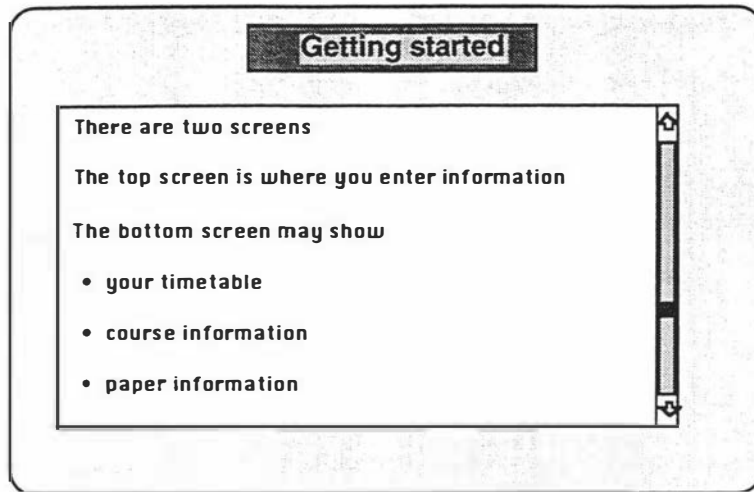 Getting started
There are two screens
The top screen is where you enter information
The bottom screen may show
• your timetable
• course information
• paper information